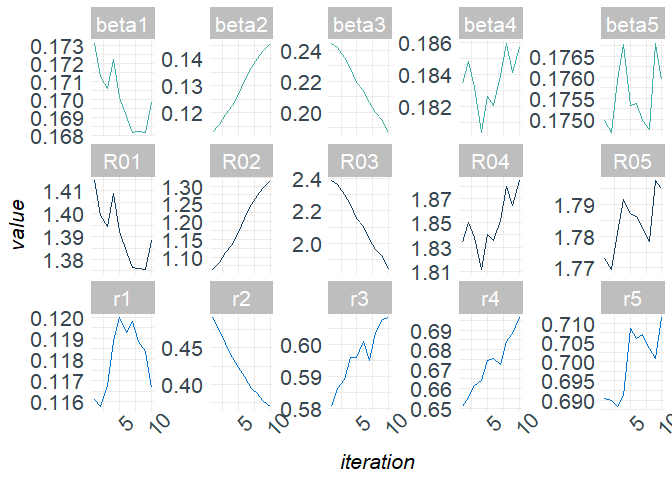 beta1 beta2 beta3 beta4 beta5
0.173 0.172 0.171 0.170 0.169 0.168
0.14 0.13 0.12
0.24 0.22 0.20
0.186 0.184 0.182
0.1765 0.1760 0.1755 0.1750
R01 R02 R03 R04 R05
1.41 1.40 1.39 1.38
1.30 1.25 1.20 1.15 1.10
2.4 2.2 2.0
1.87 1.85 1.83 1.81
1.79 1.78 1.77
r1 r2 r3 r4 r5
0.120 0.119 0.118 0.117 0.116
0.45 0.40
0.60 0.59 0.58
0.69 0.68 0.67 0.66 0.65
0.710 0.705 0.700 0.695 0.690
5 10 5 10 5 10 5 10 5 10
value
iteration